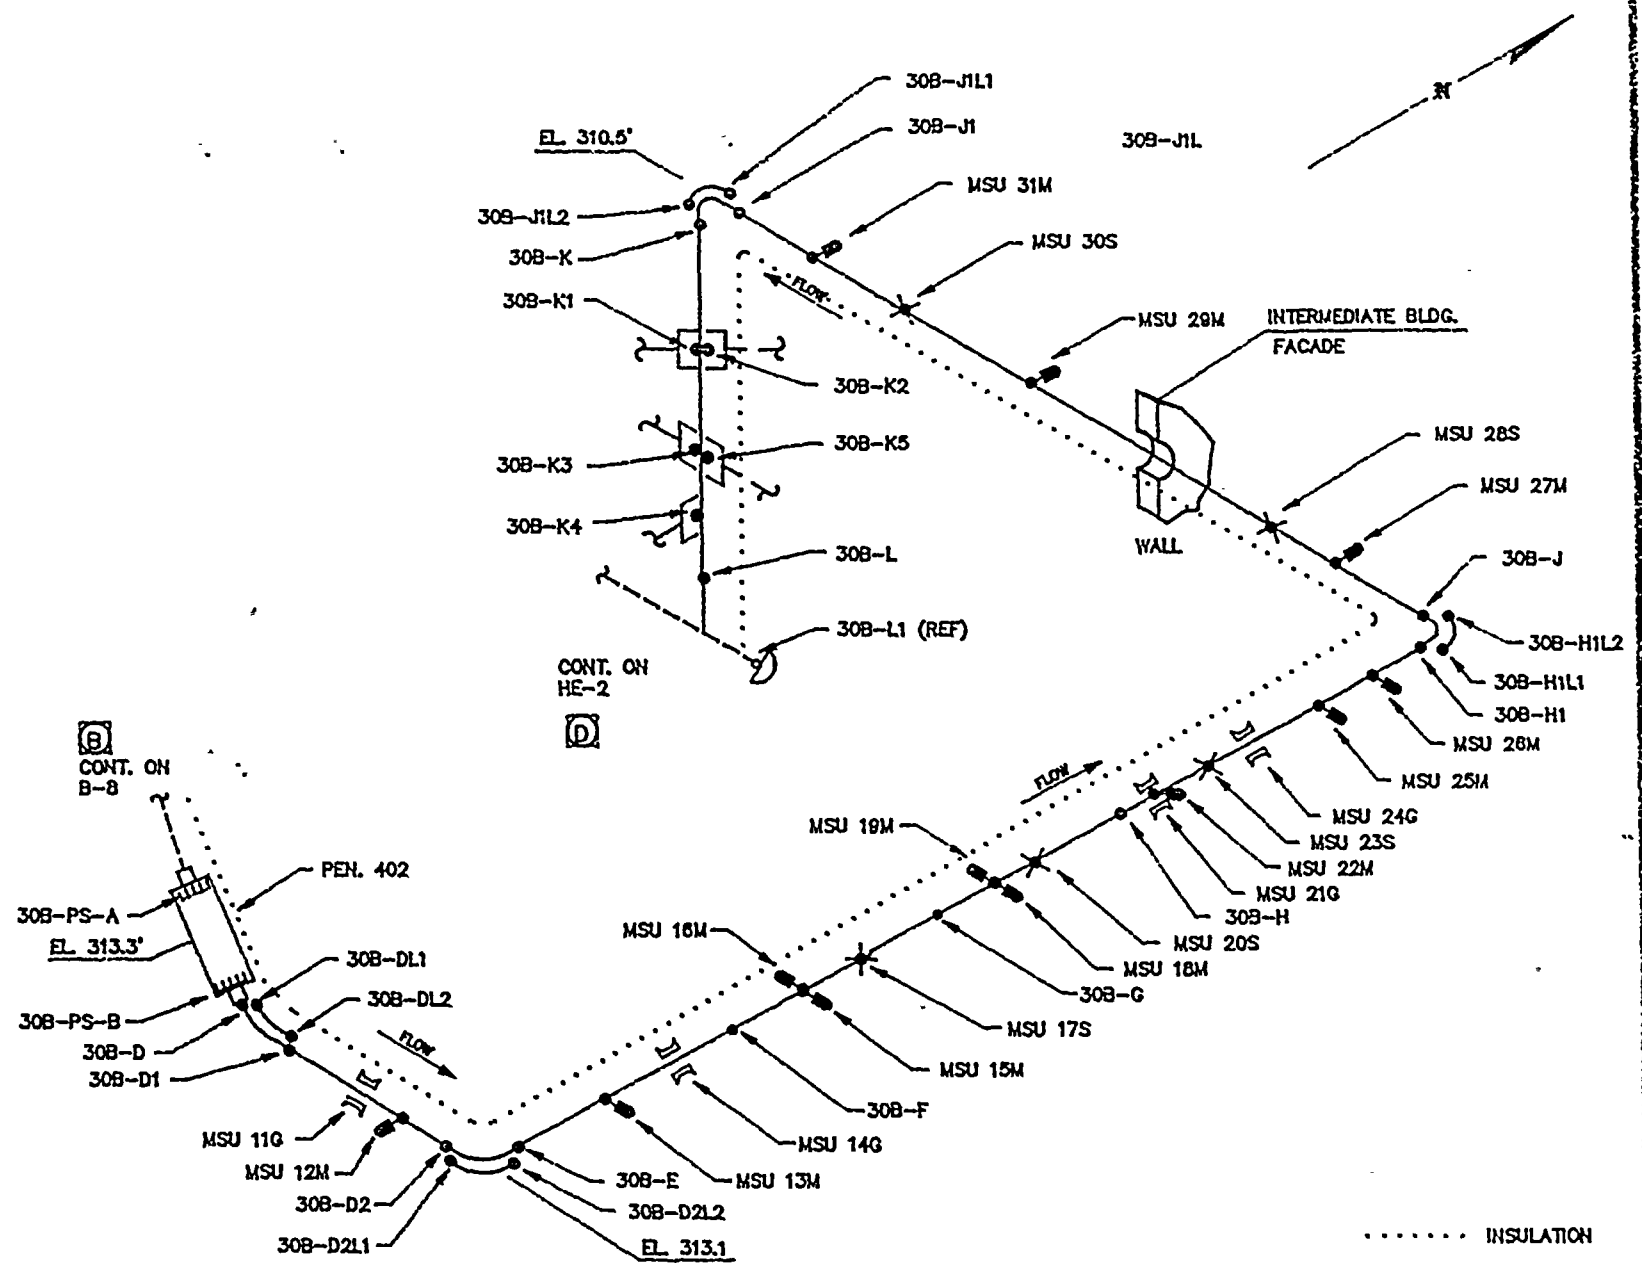 30B-J1L1
30B-J1
30B-J1L
N
EL. 310.5'
MSU 31M
30B-J1L2
MSU 30S
30B-K
FLOW
30B-K1
MSU 29M
INTERMEDIATE BLDG.
FACADE
30B-K2
MSU 28S
30B-K5
30B-K3
MSU 27M
30B-K4
WALL
30B-L
30B-J
30B-L1 (REF)
30B-H1L2
CONT. ON
HE-2
30B-H1L1
30B-H1
D
B
CONT. ON
B-8
MSU 26M
FLOW
MSU 25M
MSU 24G
MSU 19M
MSU 23S
PEN. 402
MSU 22M
MSU 21G
30B-PS-A
30B-H
EL. 313.3'
MSU 16M
MSU 20S
30B-DL1
MSU 18M
30B-DL2
30B-G
30B-PS-B
MSU 17S
30B-D
FLOW
MSU 15M
30B-D1
30B-F
MSU 11G
MSU 14G
MSU 12M
30B-E
MSU 13M
30B-D2
30B-D2L2
30B-D2L1
EL. 313.1
INSULATION